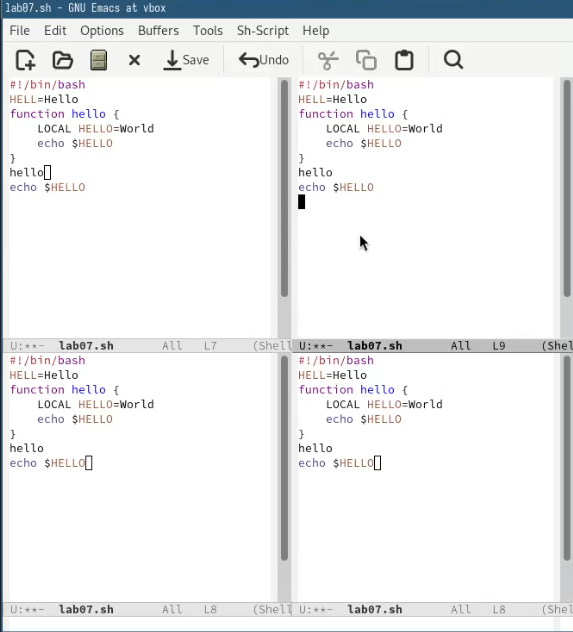 lab07.sh - GNU Emacs at vbox
File Edit Options Buffers Tools Sh-Script Help
Save Undo
#!/bin/bash
HELL=Hello
function hello {
    LOCAL HELLO=World
    echo $HELLO
}
hello
echo $HELLO
U:**- lab07.sh All L7 (Shell
#!/bin/bash
HELL=Hello
function hello {
    LOCAL HELLO=World
    echo $HELLO
}
hello
echo $HELLO
U:**- lab07.sh All L9 (Shel
#!/bin/bash
HELL=Hello
function hello {
    LOCAL HELLO=World
    echo $HELLO
}
hello
echo $HELLO
U:**- lab07.sh All L8 (Shell
#!/bin/bash
HELL=Hello
function hello {
    LOCAL HELLO=World
    echo $HELLO
}
hello
echo $HELLO
U:**- lab07.sh All L8 (Shel